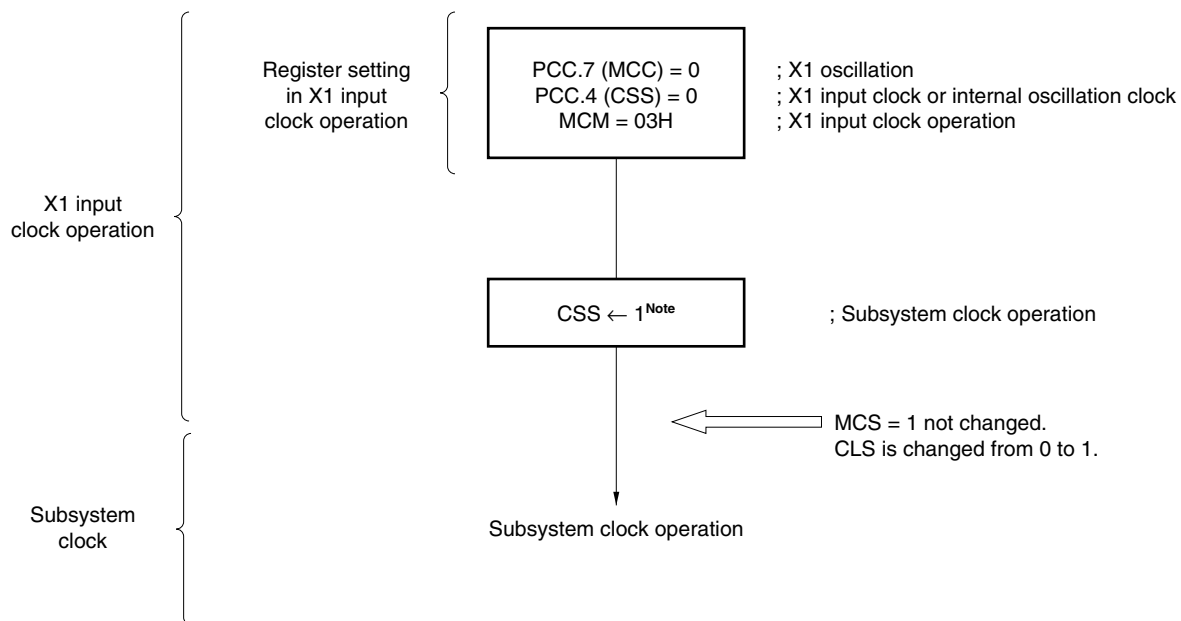 Register setting
in X1 input
clock operation
PCC.7 (MCC) = 0
PCC.4 (CSS) = 0
MCM = 03H
; X1 oscillation
; X1 input clock or internal oscillation clock
; X1 input clock operation
X1 input
clock operation
CSS ← 1Note
; Subsystem clock operation
MCS = 1 not changed.
CLS is changed from 0 to 1.
Subsystem
clock
Subsystem clock operation